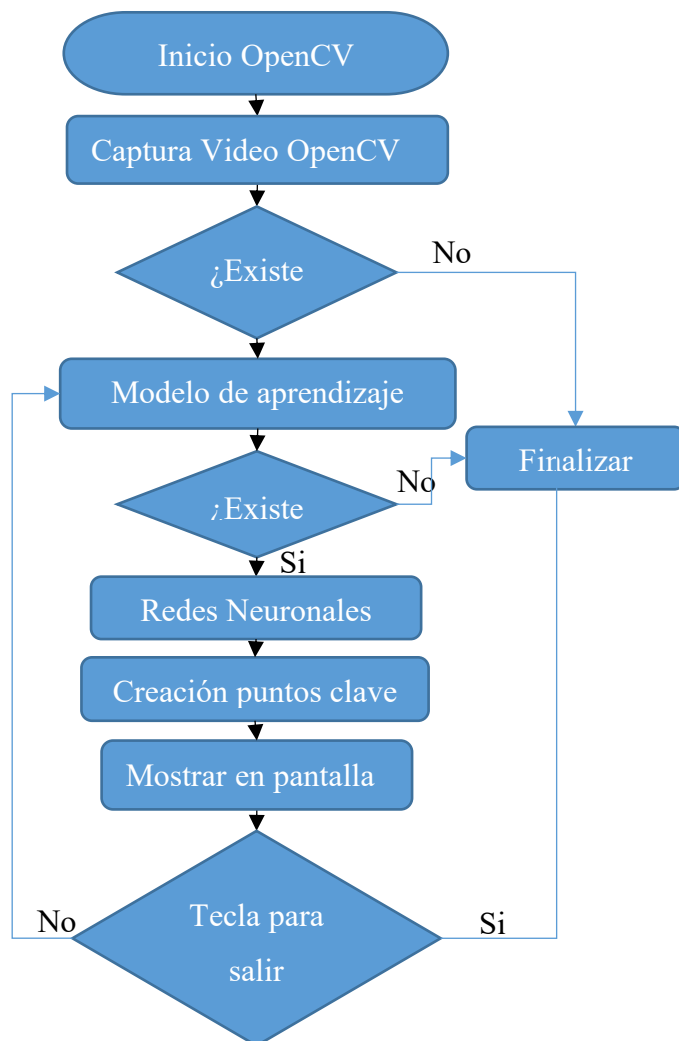 Inicio OpenCV
Captura Video OpenCV
¿Existe
No
Modelo de aprendizaje
Finalizar
¿Existe
No
Si
Redes Neuronales
Creación puntos clave
Mostrar en pantalla
Tecla para
salir
No
Si